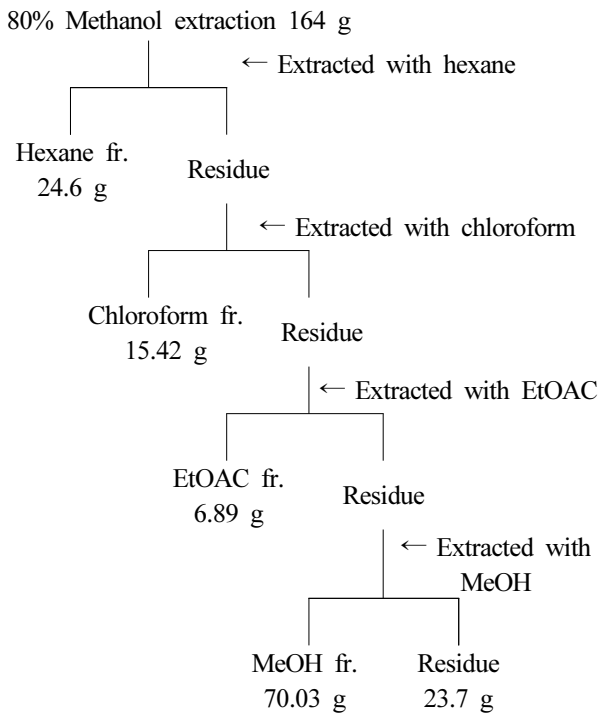 80% Methanol extraction 164 g
← Extracted with hexane
Hexane fr.
24.6 g
Residue
← Extracted with chloroform
Chloroform fr.
15.42 g
Residue
← Extracted with EtOAC
EtOAC fr.
6.89 g
Residue
← Extracted with
MeOH
MeOH fr.
70.03 g
Residue
23.7 g